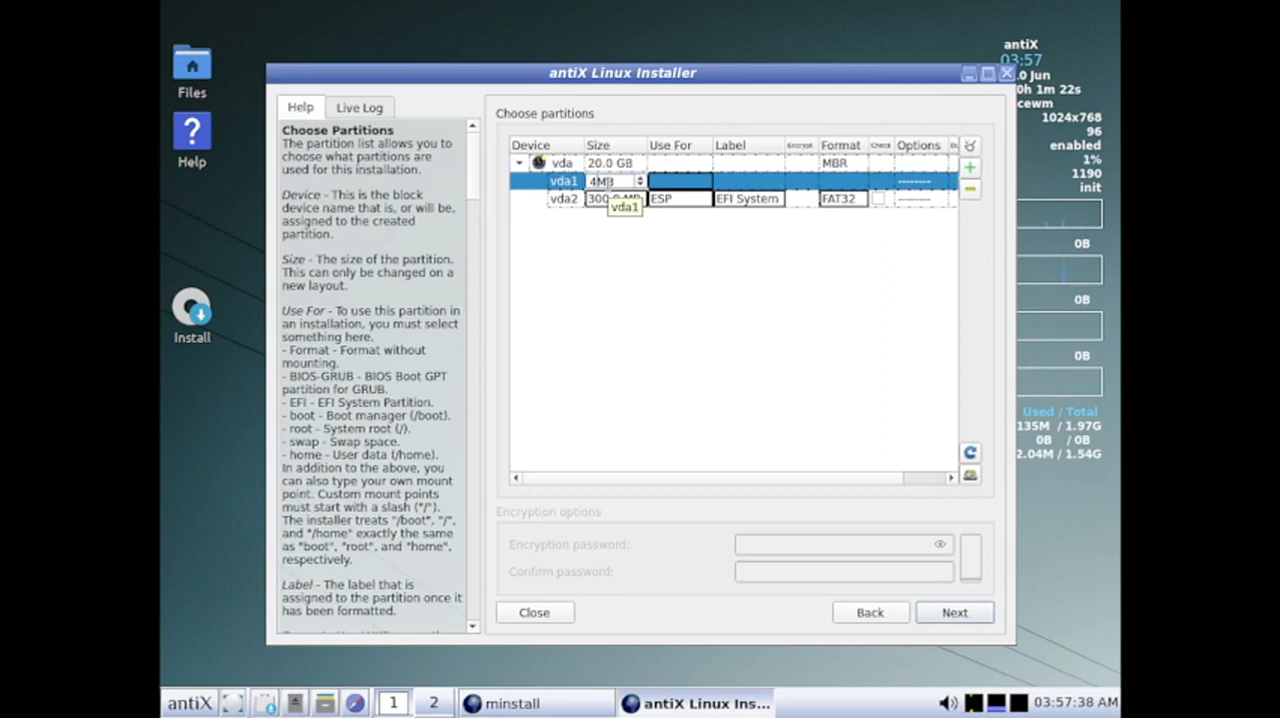 Files
Help
Install
antiX
03:57
.0 Jun
0h 1m 22s
cewm
1024x768
96
enabled
1%
1190
init
0B
0B
0B
Used / Total
135M / 1.97G
0B / 0B
2.04M / 1.54G
antiX Linux Installer
Help
Live Log
Choose Partitions
The partition list allows you to
choose what partitions are
used for this installation.
Device - This is the block
device name that is, or will be,
assigned to the created
partition.
Size - The size of the partition.
This can only be changed on a
new layout.
Use For - To use this partition in
an installation, you must select
something here.
- Format - Format without
mounting.
- BIOS-GRUB - BIOS Boot GPT
partition for GRUB.
- EFI - EFI System Partition.
- boot - Boot manager (/boot).
- root - System root (/).
- swap - Swap space.
- home - User data (/home).
In addition to the above, you
can also type your own mount
point. Custom mount points
must start with a slash ("/").
The installer treats "/boot", "/",
and "/home" exactly the same
as "boot", "root", and "home",
respectively.
Label - The label that is
assigned to the partition once it
has been formatted.
Choose partitions
Device Size Use For Label Encrypt Format Check Options
vda 20.0 GB MBR
vda1 4MB --------
vda2 300 ESP EFI System FAT32 --------
vda1
Encryption options
Encryption password:
Confirm password:
Close Back Next
antiX 1 2 minstall antiX Linux Ins... 03:57:38 AM